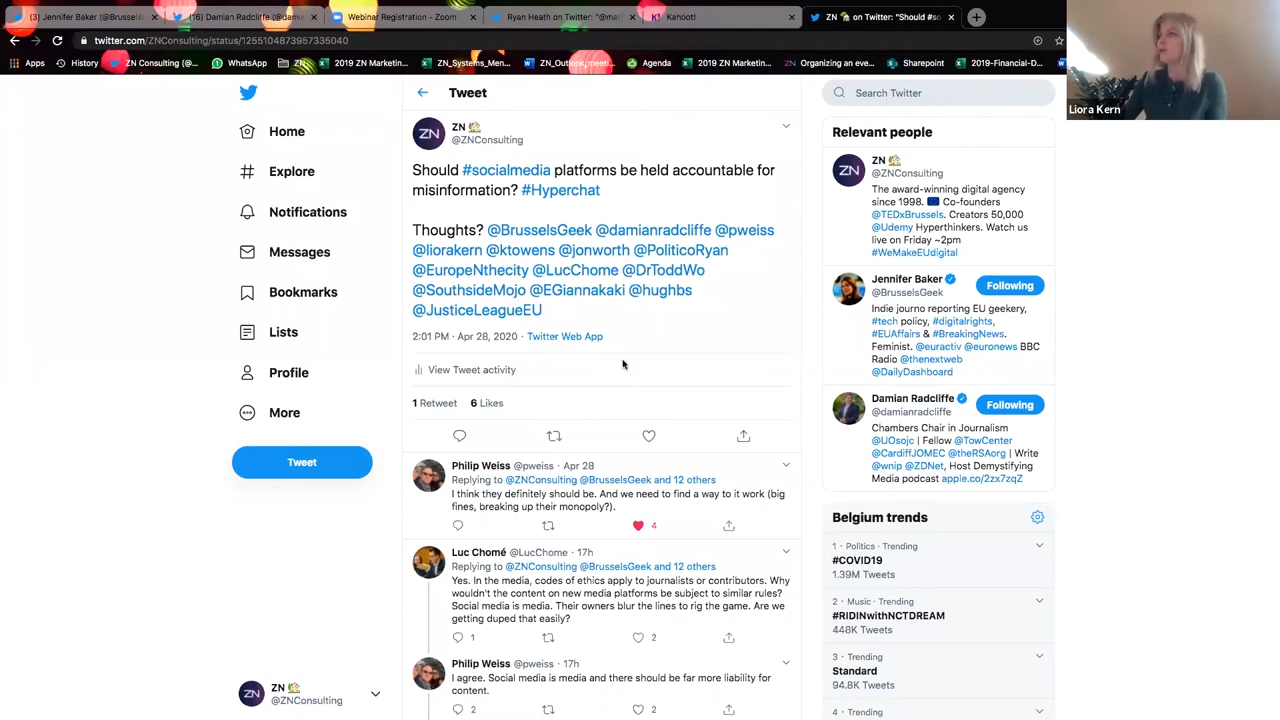 (3) Jennifer Baker (@Brussel
(16) Damian Radcliffe (@dami
Webinar Registration - Zoom
Ryan Heath on Twitter: "@mat
Kahoot!
ZN on Twitter: "Should #so
twitter.com/ZNConsulting/status/1255104873957335040
Apps
History
ZN Consulting (@...
WhatsApp
ZN
2019 ZN Marketin...
ZN_Systems_Men...
ZN_Outlook_meeti...
Agenda
2019 ZN Marketin...
Organizing an eve...
Sharepoint
2019-Financial-D...
Liora Kern
Home
Explore
Notifications
Messages
Bookmarks
Lists
Profile
More
Tweet
ZN
@ZNConsulting
Tweet
ZN
@ZNConsulting
Should #socialmedia platforms be held accountable for
misinformation? #Hyperchat
Thoughts? @BrusselsGeek @damianradcliffe @pweiss
@liorakern @ktowens @jonworth @PoliticoRyan
@EuropeNthecity @LucChome @DrToddWo
@SouthsideMojo @EGiannakaki @hughbs
@JusticeLeagueEU
2:01 PM · Apr 28, 2020 · Twitter Web App
View Tweet activity
1 Retweet 6 Likes
Philip Weiss @pweiss · Apr 28
Replying to @ZNConsulting @BrusselsGeek and 12 others
I think they definitely should be. And we need to find a way to it work (big
fines, breaking up their monopoly?).
4
Luc Chomé @LucChome · 17h
Replying to @ZNConsulting @BrusselsGeek and 12 others
Yes. In the media, codes of ethics apply to journalists or contributors. Why
wouldn't the content on new media platforms be subject to similar rules?
Social media is media. Their owners blur the lines to rig the game. Are we
getting duped that easily?
1 2
Philip Weiss @pweiss · 17h
I agree. Social media is media and there should be far more liability for
content.
2 2
Search Twitter
Relevant people
ZN
@ZNConsulting
The award-winning digital agency
since 1998. Co-founders
@TEDxBrussels. Creators 50,000
@Udemy Hyperthinkers. Watch us
live on Friday ~2pm
#WeMakeEUdigital
Jennifer Baker
@BrusselsGeek
Following
Indie journo reporting EU geekery,
#tech policy, #digitalrights,
#EUAffairs & #BreakingNews.
Feminist. @euractiv @euronews BBC
Radio @thenextweb
@DailyDashboard
Damian Radcliffe
@damianradcliffe
Following
Chambers Chair in Journalism
@UOsojc | Fellow @TowCenter
@CardiffJOMEC @theRSAorg | Write
@wnip @ZDNet, Host Demystifying
Media podcast apple.co/2zx7zqZ
Belgium trends
1 · Politics · Trending
#COVID19
1.39M Tweets
2 · Music · Trending
#RIDINwithNCTDREAM
448K Tweets
3 · Trending
Standard
94.8K Tweets
4 · Trending